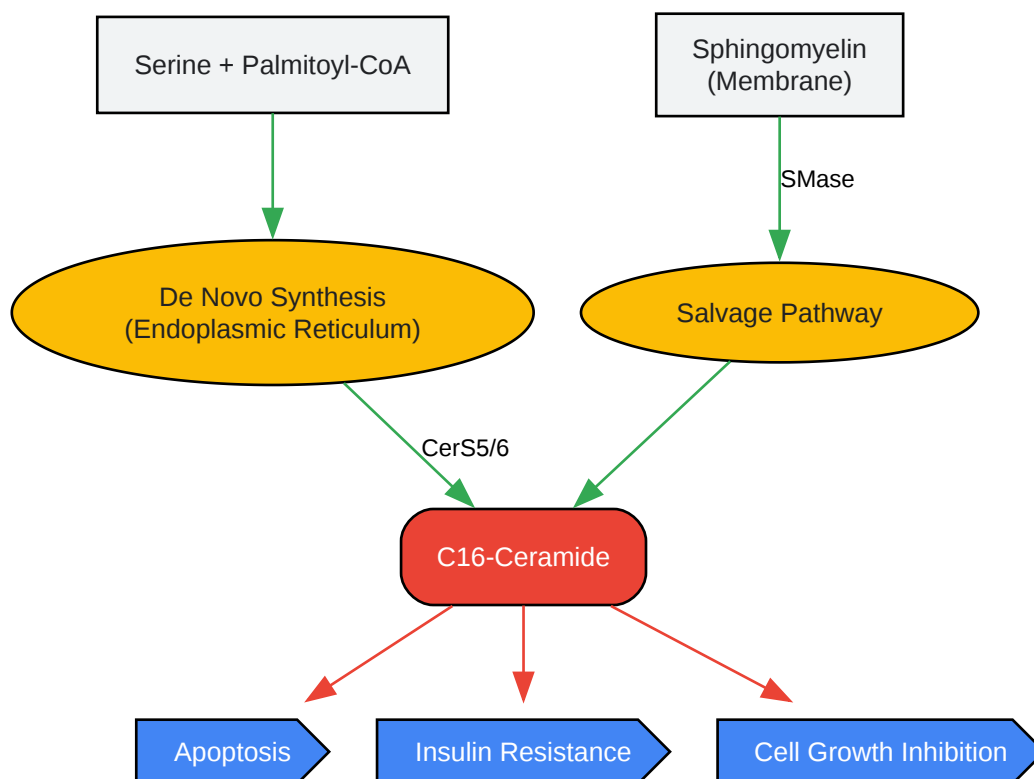 Serine + Palmitoyl-CoA
Sphingomyelin
(Membrane)
SMase
De Novo Synthesis
(Endoplasmic Reticulum)
Salvage Pathway
CerS5/6
C16-Ceramide
Apoptosis
Insulin Resistance
Cell Growth Inhibition